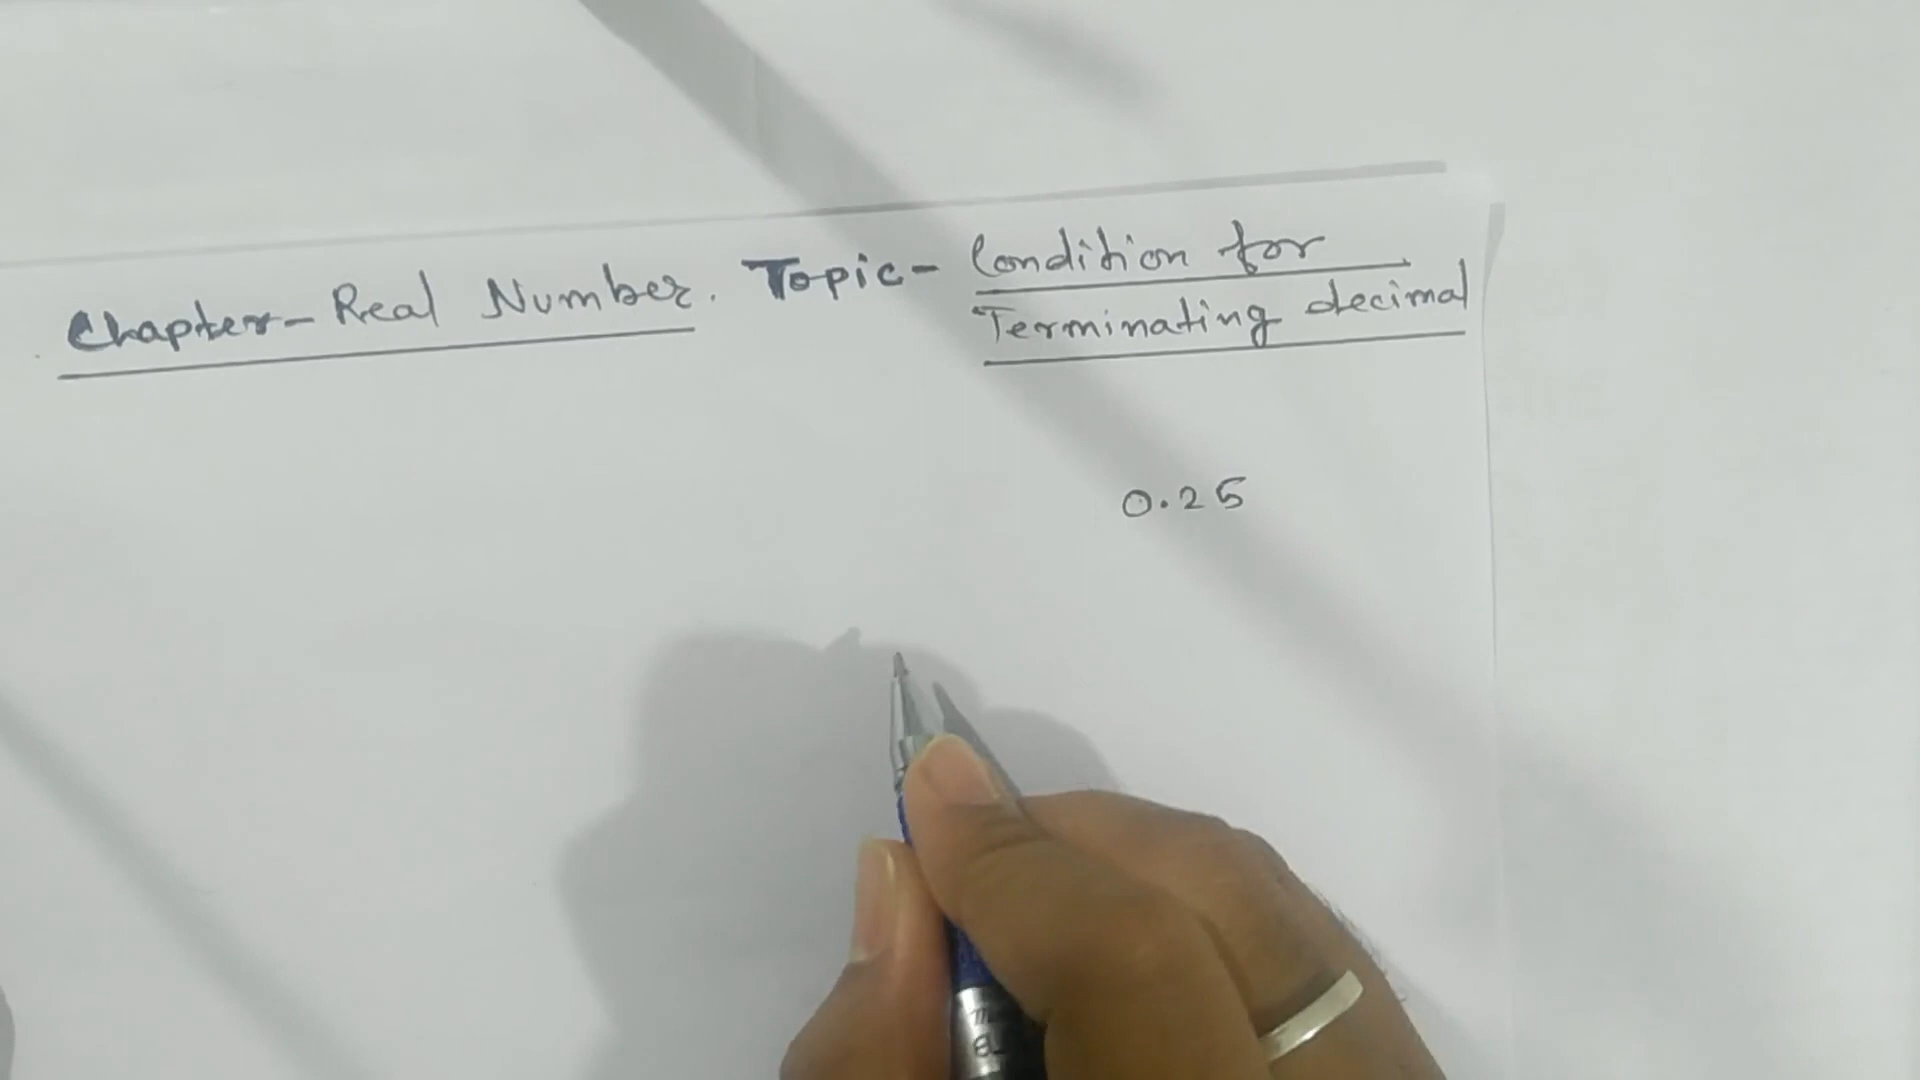 Chapter - Real Number. Topic - Condition for
Terminating decimal
0.25